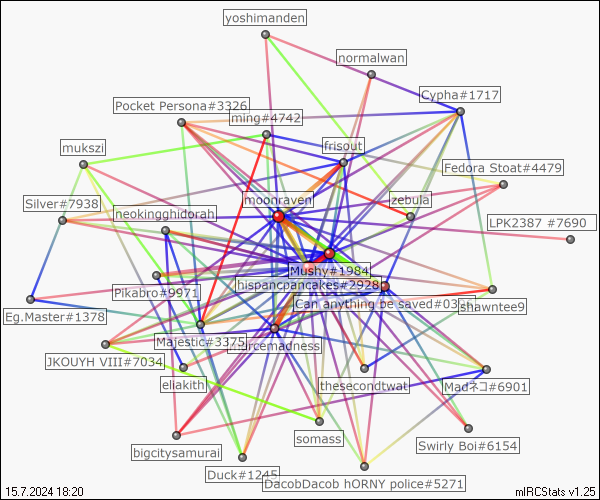 yoshimanden
normalwan
Cypha#1717
Pocket Persona#3326
ming#4742
frisout
mukszi
Fedora Stoat#4479
Silver#7938
neokingghidorah
moonraven
zebula
LPK2387 #7690
Mushy#1984
Pikabro#9971
hispancpancakes#2928
Can anything be saved#03
shawntee9
Eg.Master#1378
Majestic#3375
rcemadness
JKOUYH VIII#7034
eliakith
thesecondtwat
Madネコ#6901
somass
Swirly Boi#6154
bigcitysamurai
Duck#1245
DacobDacob hORNY police#5271
15.7.2024 18:20
mIRCStats v1.25